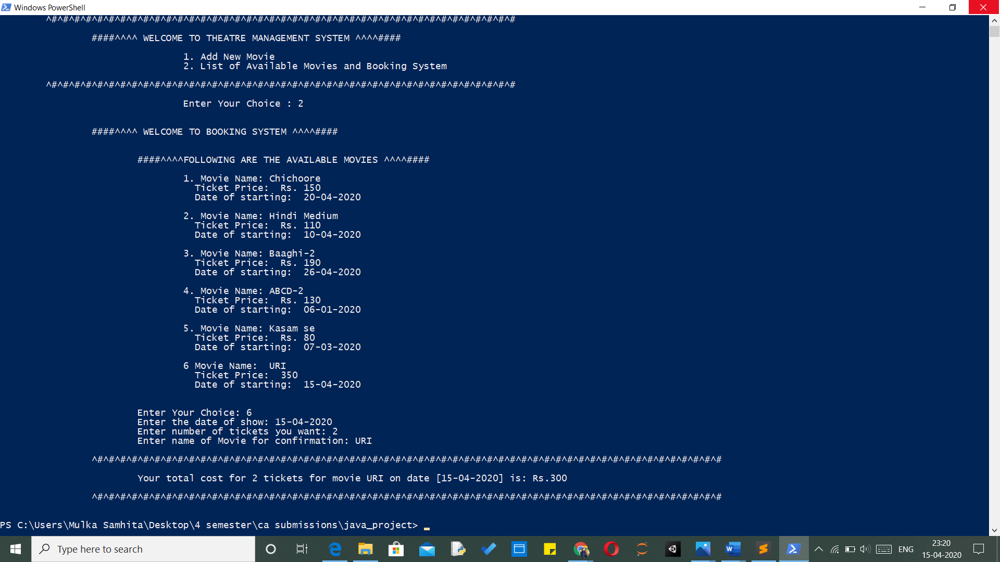 Windows PowerShell
^#^#^#^#^#^#^#^#^#^#^#^#^#^#^#^#^#^#^#^#^#^#^#^#^#^#^#^#^#^#^#^#^#^#^#^#^#^#^#^#^#
####^^^^ WELCOME TO THEATRE MANAGEMENT SYSTEM ^^^^####
1. Add New Movie
2. List of Available Movies and Booking System
^#^#^#^#^#^#^#^#^#^#^#^#^#^#^#^#^#^#^#^#^#^#^#^#^#^#^#^#^#^#^#^#^#^#^#^#^#^#^#^#^#
Enter Your Choice : 2
####^^^^ WELCOME TO BOOKING SYSTEM ^^^^####
####^^^^FOLLOWING ARE THE AVAILABLE MOVIES ^^^^####
1. Movie Name: Chichoore
Ticket Price:  Rs. 150
Date of starting:  20-04-2020
2. Movie Name: Hindi Medium
Ticket Price:  Rs. 110
Date of starting:  10-04-2020
3. Movie Name: Baaghi-2
Ticket Price:  Rs. 190
Date of starting:  26-04-2020
4. Movie Name: ABCD-2
Ticket Price:  Rs. 130
Date of starting:  06-01-2020
5. Movie Name: Kasam se
Ticket Price:  Rs. 80
Date of starting:  07-03-2020
6 Movie Name:  URI
Ticket Price:  350
Date of starting:  15-04-2020
Enter Your Choice: 6
Enter the date of show: 15-04-2020
Enter number of tickets you want: 2
Enter name of Movie for confirmation: URI
^#^#^#^#^#^#^#^#^#^#^#^#^#^#^#^#^#^#^#^#^#^#^#^#^#^#^#^#^#^#^#^#^#^#^#^#^#^#^#^#^#^#^#^#^#^#^#^#^#^#^#^#^#^#^#
Your total cost for 2 tickets for movie URI on date [15-04-2020] is: Rs.300
^#^#^#^#^#^#^#^#^#^#^#^#^#^#^#^#^#^#^#^#^#^#^#^#^#^#^#^#^#^#^#^#^#^#^#^#^#^#^#^#^#^#^#^#^#^#^#^#^#^#^#^#^#^#^#
PS C:\Users\Mulka Samhita\Desktop\4 semester\ca submissions\java_project>
Type here to search
ENG
23:20
15-04-2020